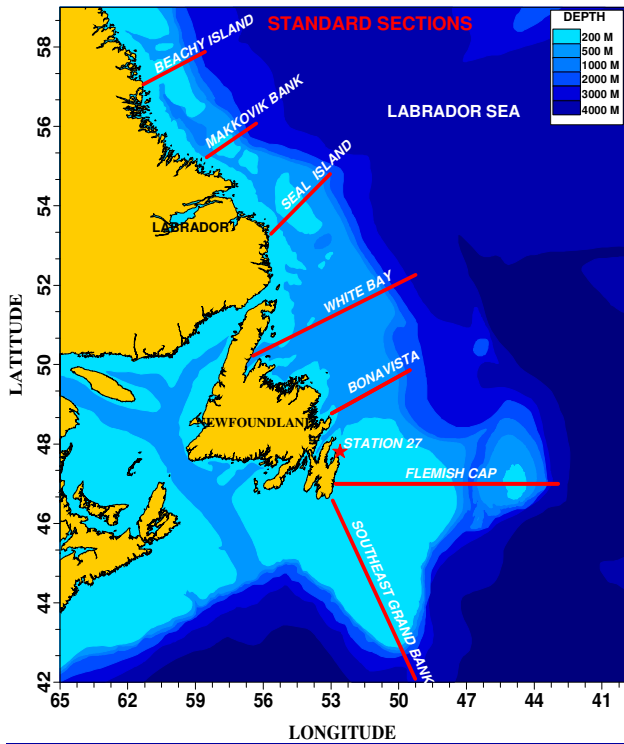 STANDARD SECTIONS
DEPTH
200 M
500 M
1000 M
2000 M
3000 M
4000 M
BEACHY ISLAND
MAKKOVIK BANK
LABRADOR SEA
SEAL ISLAND
LABRADOR
WHITE BAY
BONAVISTA
NEWFOUNDLAND
STATION 27
FLEMISH CAP
SOUTHEAST GRAND BANK
LATITUDE
58
56
54
52
50
48
46
44
42
65 62 59 56 53 50 47 44 41
LONGITUDE